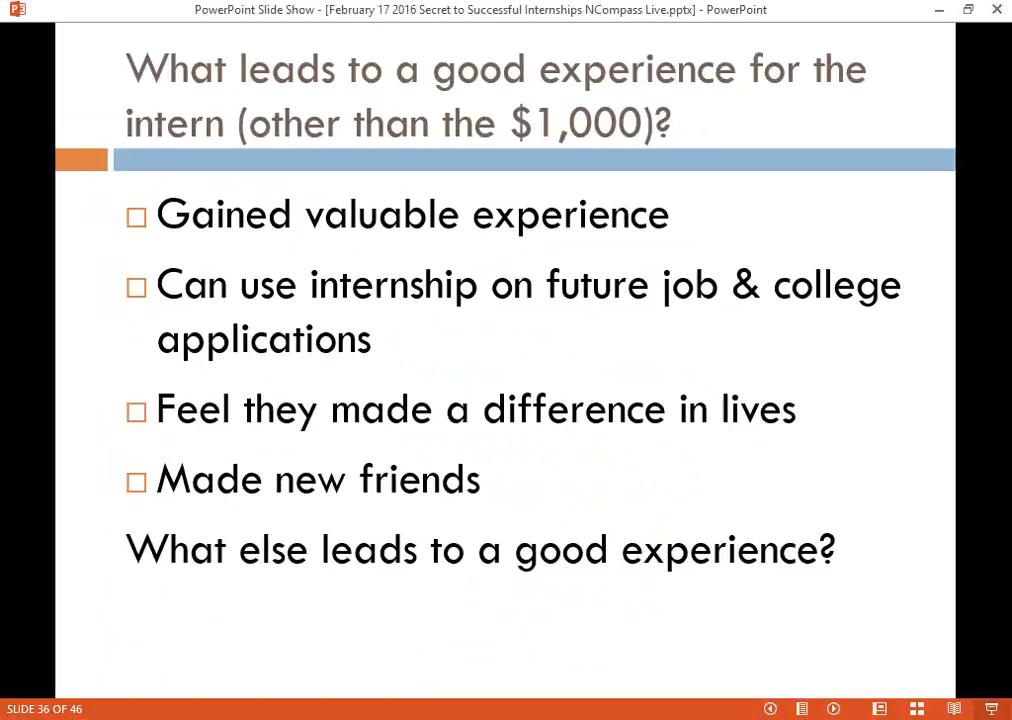 PowerPoint Slide Show - [February 17 2016 Secret to Successful Internships NCompass Live.pptx] - PowerPoint
What leads to a good experience for the
intern (other than the $1,000)?
Gained valuable experience
Can use internship on future job & college
applications
Feel they made a difference in lives
Made new friends
What else leads to a good experience?
SLIDE 36 OF 46